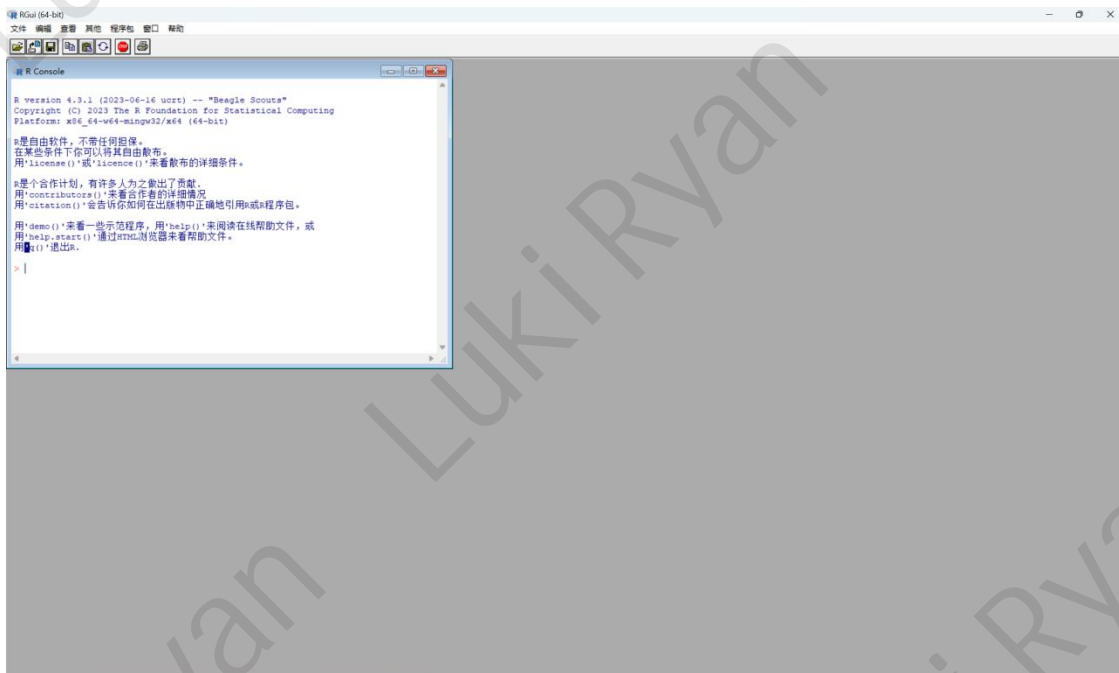 RGui (64-bit)
文件 编辑 查看 其他 程序包 窗口 帮助
STOP
R Console
R version 4.3.1 (2023-06-16 ucrt) -- "Beagle Scouts"
Copyright (C) 2023 The R Foundation for Statistical Computing
Platform: x86_64-w64-mingw32/x64 (64-bit)
R是自由软件，不带任何担保。
在某些条件下你可以将其自由散布。
用'license()'或'licence()'来看散布的详细条件。
R是个合作计划，有许多人为之做出了贡献.
用'contributors()'来看合作者的详细情况
用'citation()'会告诉你如何在出版物中正确地引用R或R程序包。
用'demo()'来看一些示范程序，用'help()'来阅读在线帮助文件，或
用'help.start()'通过HTML浏览器来看帮助文件。
用'q()'退出R.
>
Luki Ryan
yan
i Rya